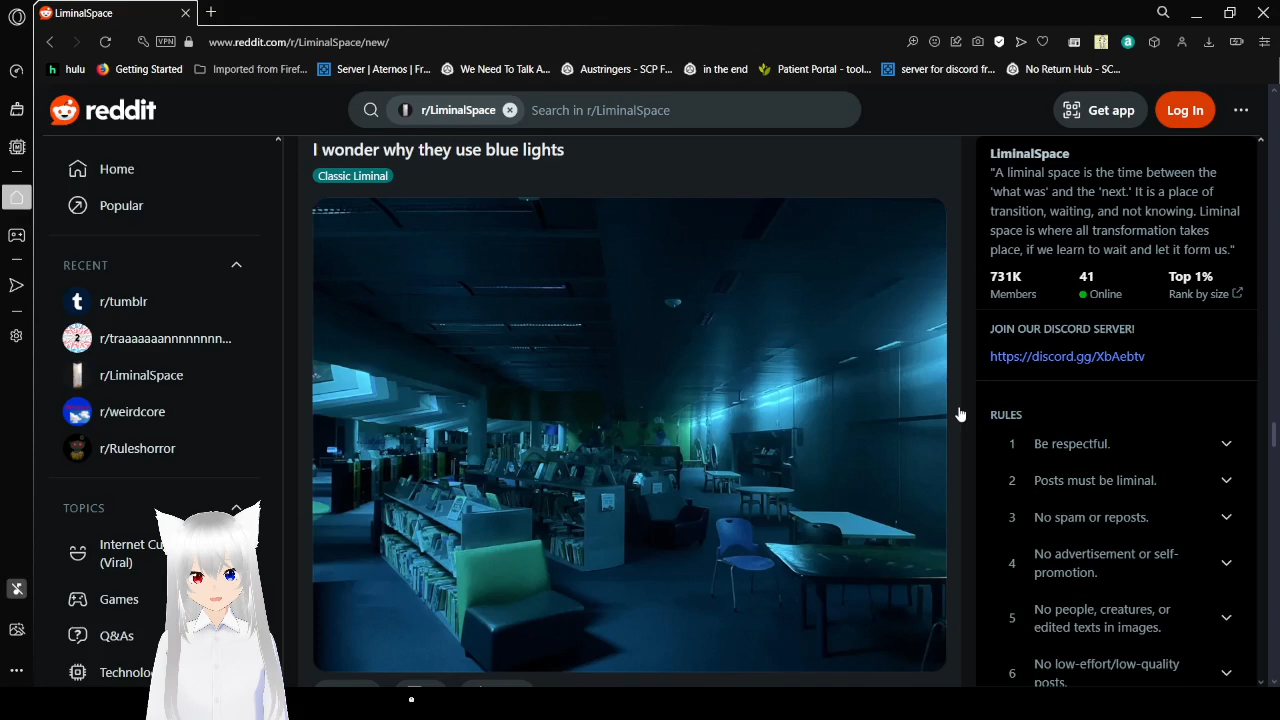 LiminalSpace
VPN
www.reddit.com/r/LiminalSpace/new/
hulu
Getting Started
Imported from Firef...
Server | Aternos | Fr...
We Need To Talk A...
Austringers - SCP F...
in the end
Patient Portal - tool...
server for discord fr...
No Return Hub - SC...
reddit
r/LiminalSpace
Search in r/LiminalSpace
Get app
Log In
Home
Popular
RECENT
r/tumblr
r/traaaaaaannnnnnnn...
r/LiminalSpace
r/weirdcore
r/Ruleshorror
TOPICS
Internet Cu
(Viral)
Games
Q&As
Technolo
I wonder why they use blue lights
Classic Liminal
LiminalSpace
"A liminal space is the time between the
'what was' and the 'next.' It is a place of
transition, waiting, and not knowing. Liminal
space is where all transformation takes
place, if we learn to wait and let it form us."
731K
Members
41
Online
Top 1%
Rank by size
JOIN OUR DISCORD SERVER!
https://discord.gg/XbAebtv
RULES
1 Be respectful.
2 Posts must be liminal.
3 No spam or reposts.
4 No advertisement or self-
promotion.
5 No people, creatures, or
edited texts in images.
6 No low-effort/low-quality
posts.